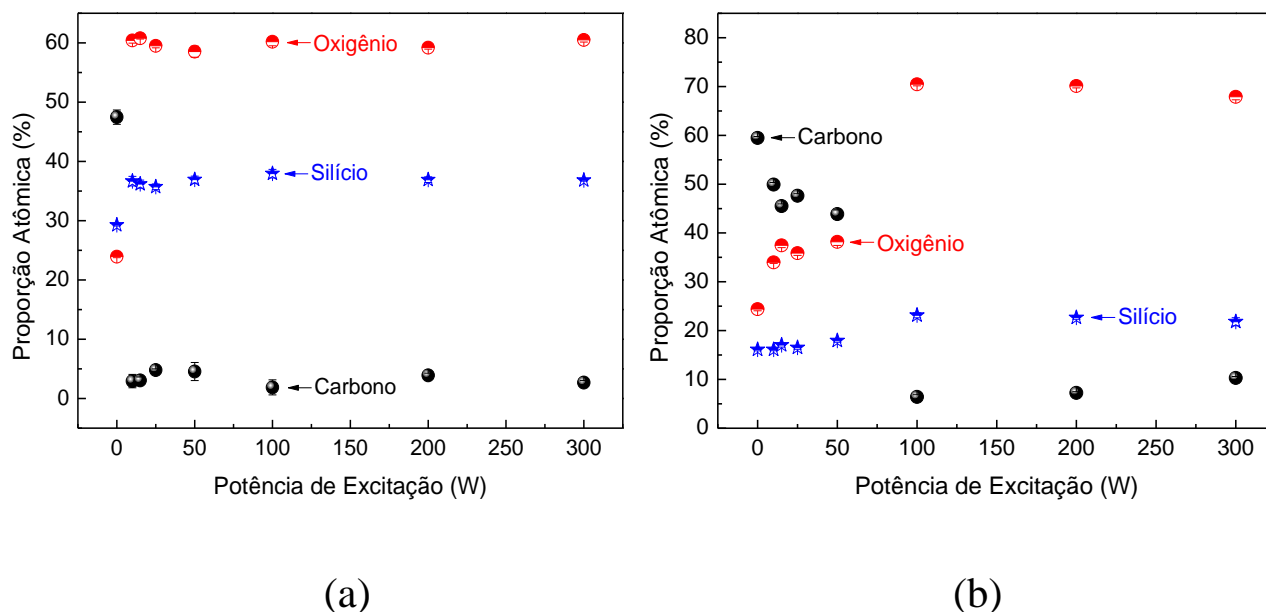 60
50
40
30
20
10
0
Proporção Atômica (%)
Oxigênio
Silício
Carbono
0 50 100 150 200 250 300
Potência de Excitação (W)
(a)
80
70
60
50
40
30
20
10
0
Proporção Atômica (%)
Carbono
Oxigênio
Silício
0 50 100 150 200 250 300
Potência de Excitação (W)
(b)